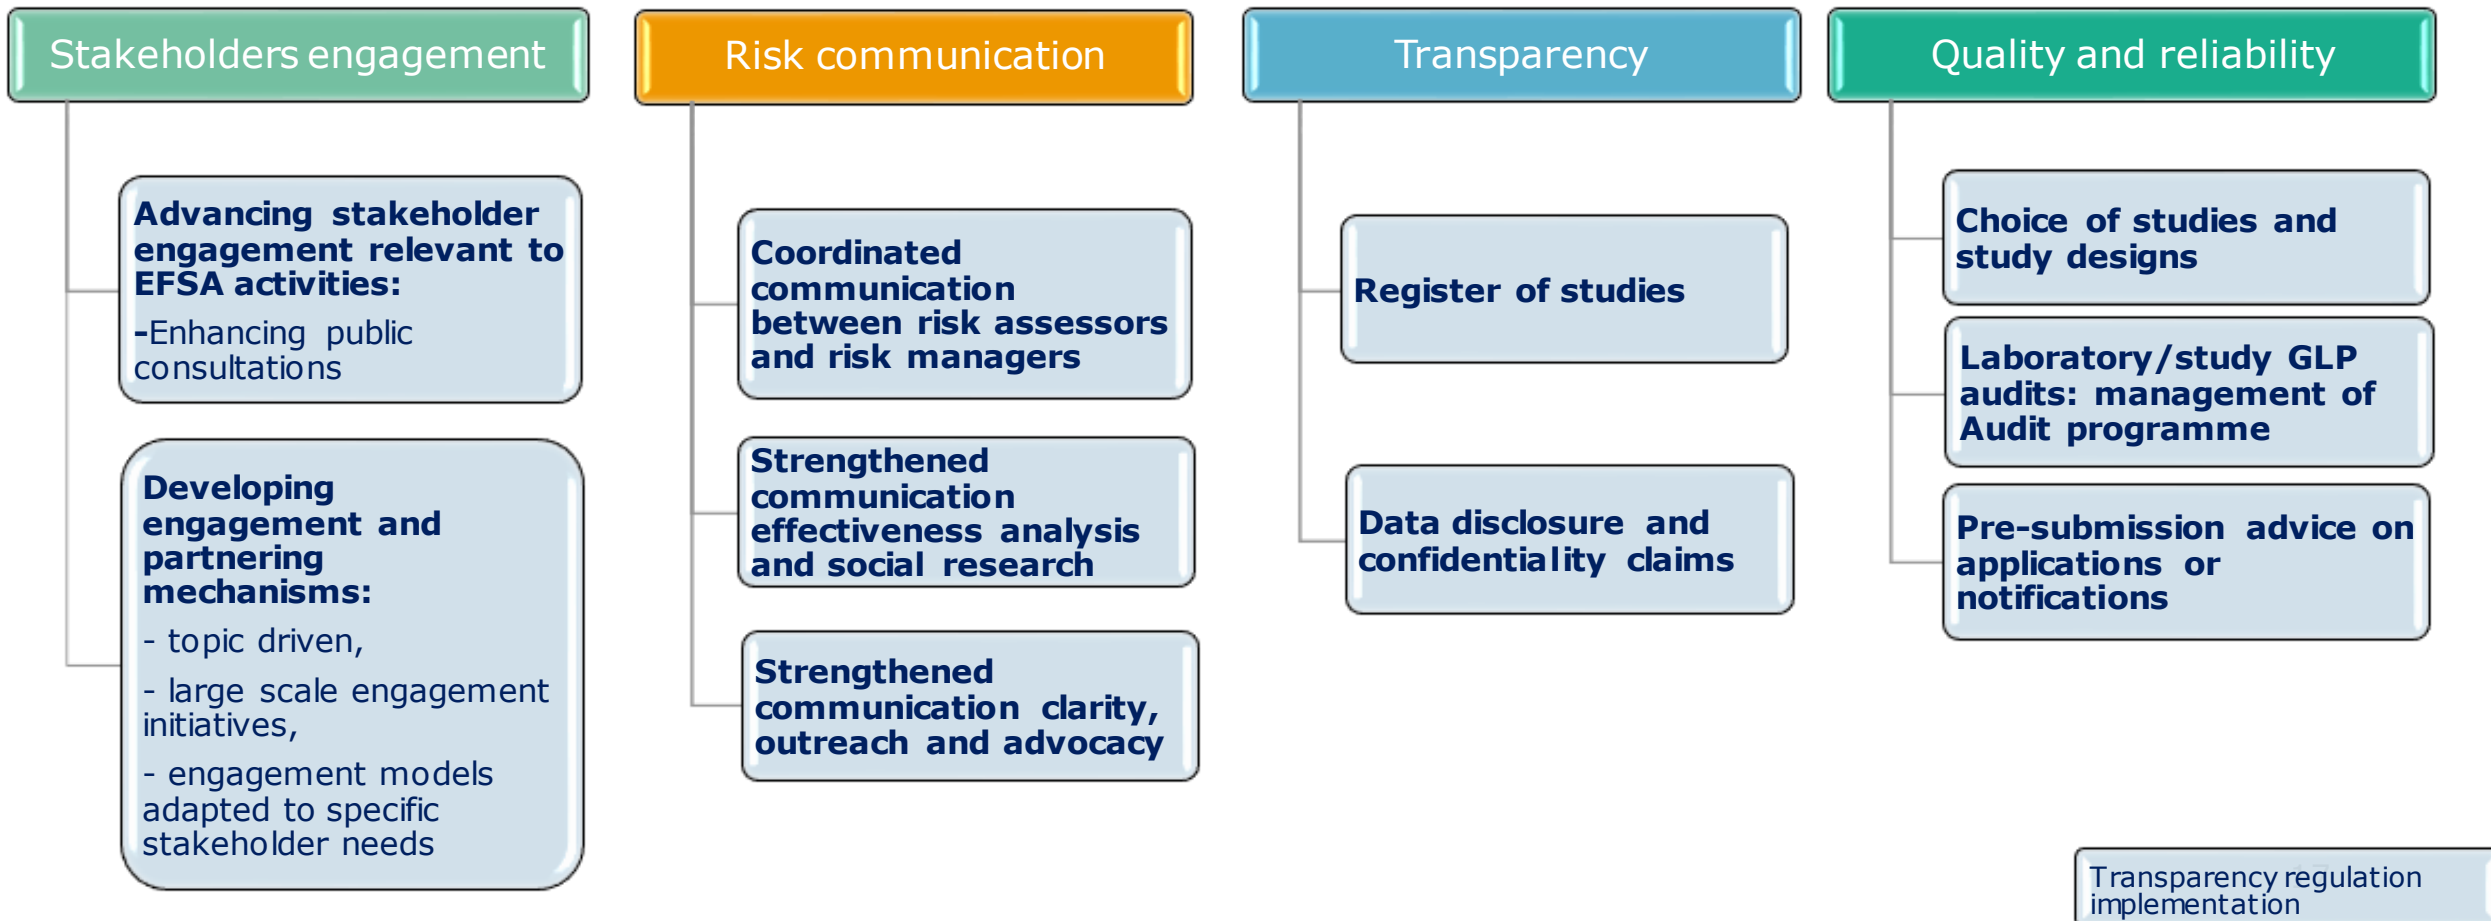 Stakeholders engagement
Advancing stakeholder
engagement relevant to
EFSA activities:
-Enhancing public
consultations
Developing
engagement and
partnering
mechanisms:
- topic driven,
- large scale engagement
initiatives,
- engagement models
adapted to specific
stakeholder needs
Risk communication
Coordinated
communication
between risk assessors
and risk managers
Strengthened
communication
effectiveness analysis
and social research
Strengthened
communication clarity,
outreach and advocacy
Transparency
Register of studies
Data disclosure and
confidentiality claims
Quality and reliability
Choice of studies and
study designs
Laboratory/study GLP
audits: management of
Audit programme
Pre-submission advice on
applications or
notifications
Transparency regulation
implementation